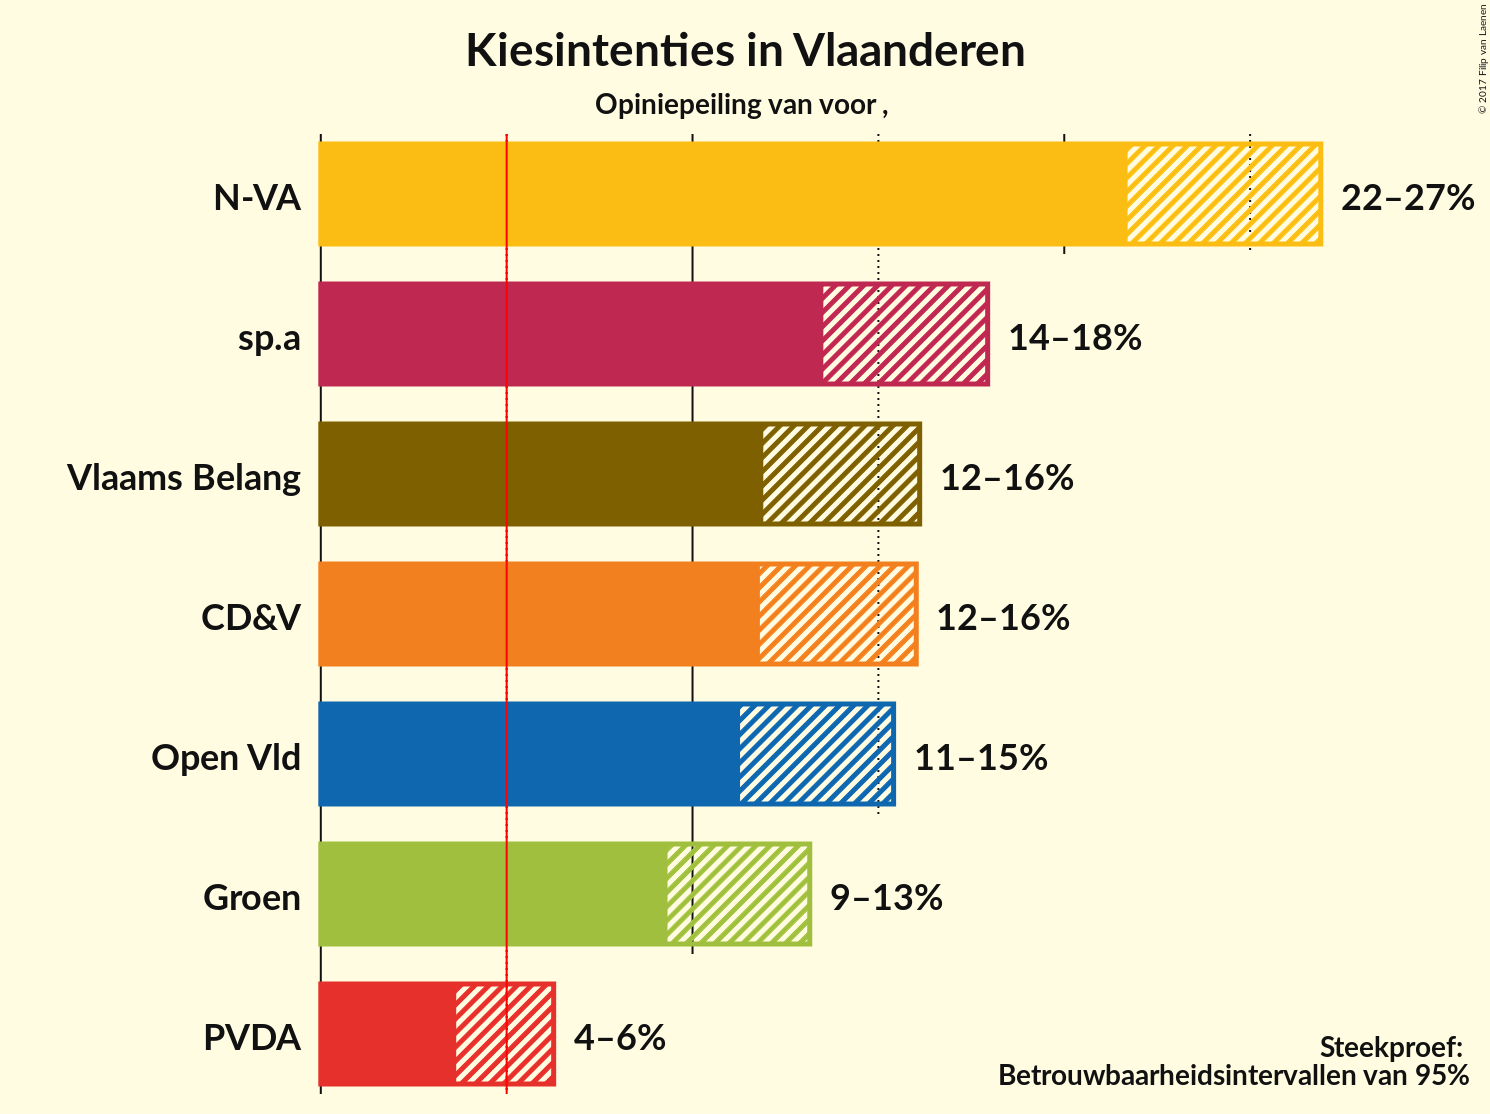 Kiesintenties in Vlaanderen
Opiniepeiling van voor ,
© 2017 Filip van Laenen
N-VA 22–27%
sp.a 14–18%
Vlaams Belang 12–16%
CD&V 12–16%
Open Vld 11–15%
Groen 9–13%
PVDA 4–6%
Steekproef:
Betrouwbaarheidsintervallen van 95%